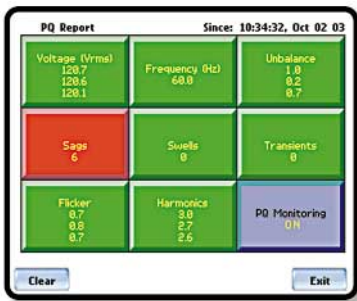 PQ Report Since: 10:34:32, Oct 02 03
Voltage (Vrms)
120.7
120.6
120.1
Frequency (Hz)
60.0
Unbalance
1.0
0.2
0.7
Sags
6
Swells
0
Transients
0
Flicker
0.7
0.8
0.7
Harmonics
3.0
2.7
2.6
PQ Monitoring
ON
Clear
Exit